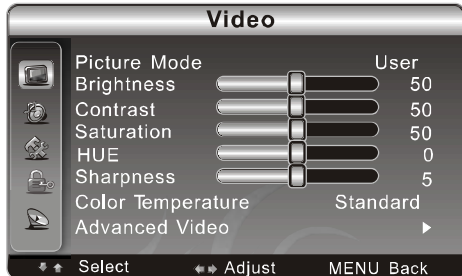 Video
Picture Mode User
Brightness 50
Contrast 50
Saturation 50
HUE 0
Sharpness 5
Color Temperature Standard
Advanced Video
Select Adjust MENU Back